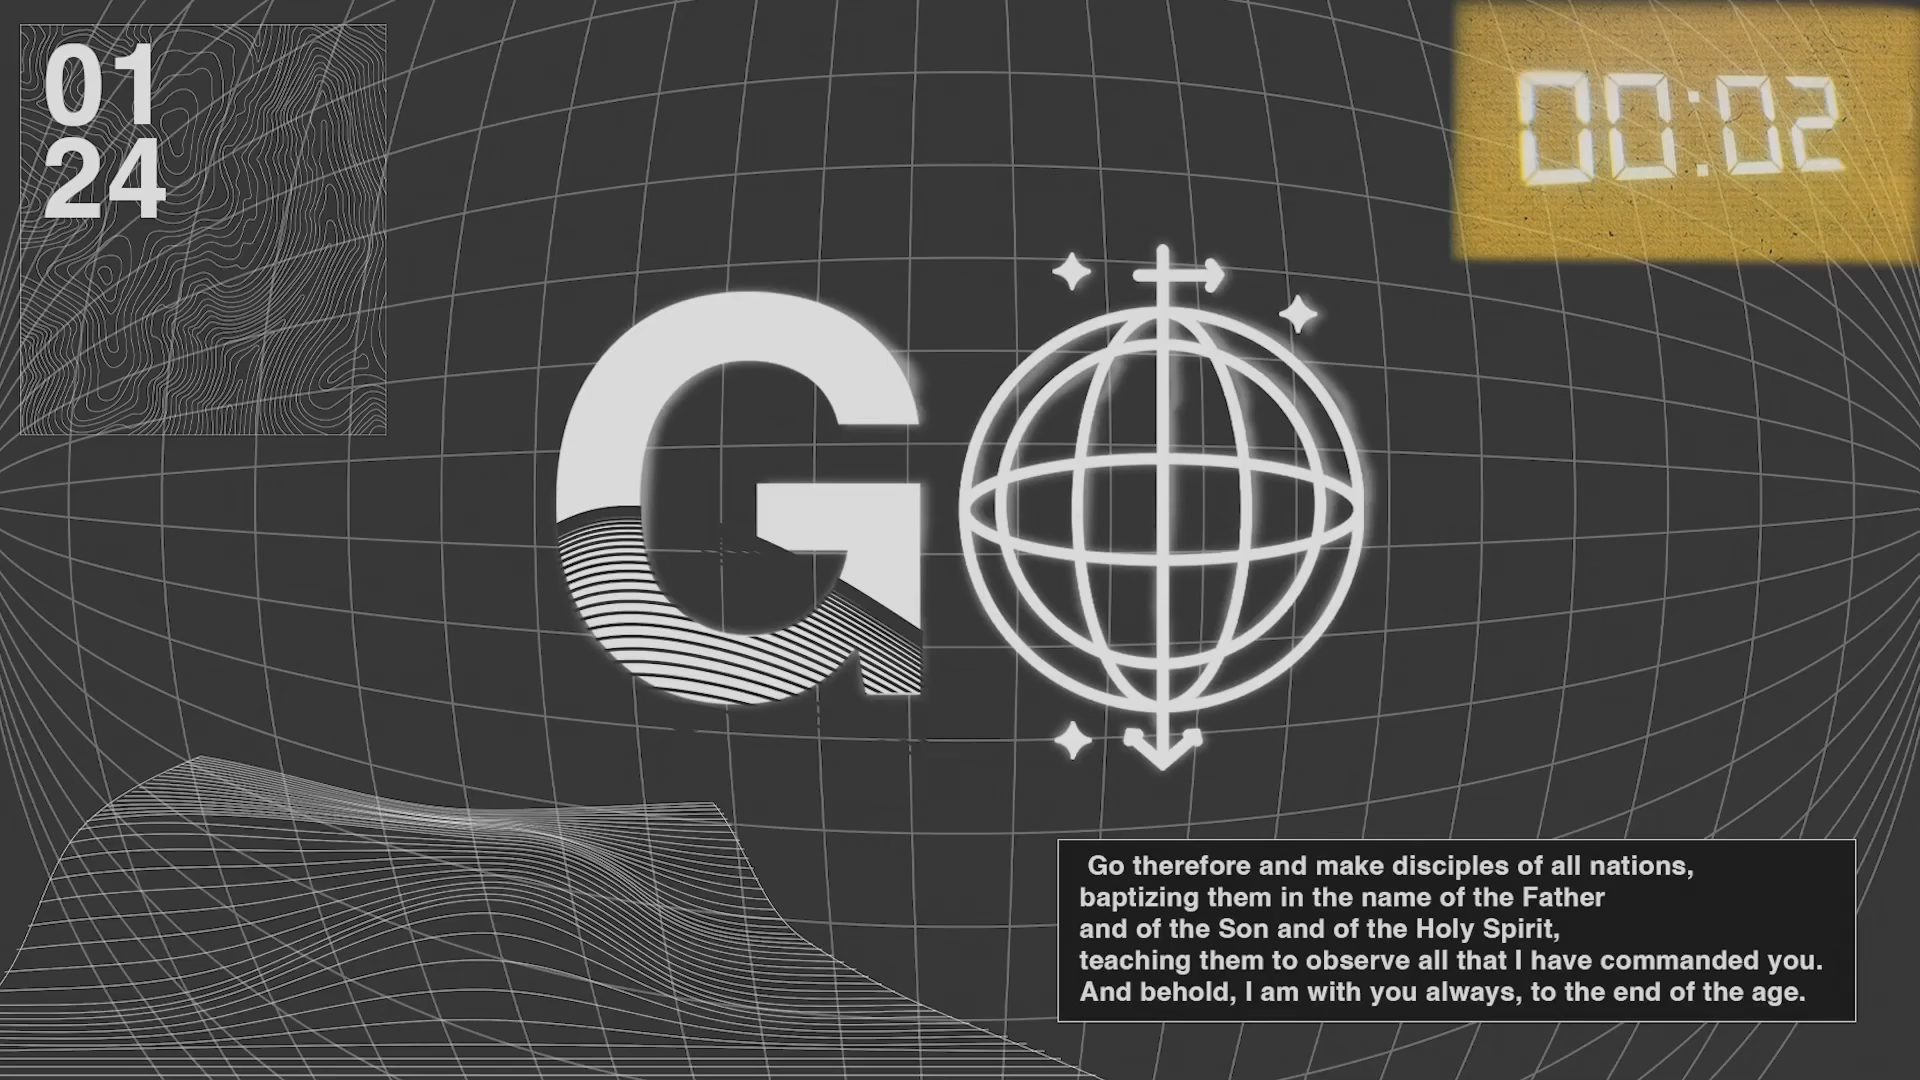 01
24
00:02
GO
Go therefore and make disciples of all nations,
baptizing them in the name of the Father
and of the Son and of the Holy Spirit,
teaching them to observe all that I have commanded you.
And behold, I am with you always, to the end of the age.